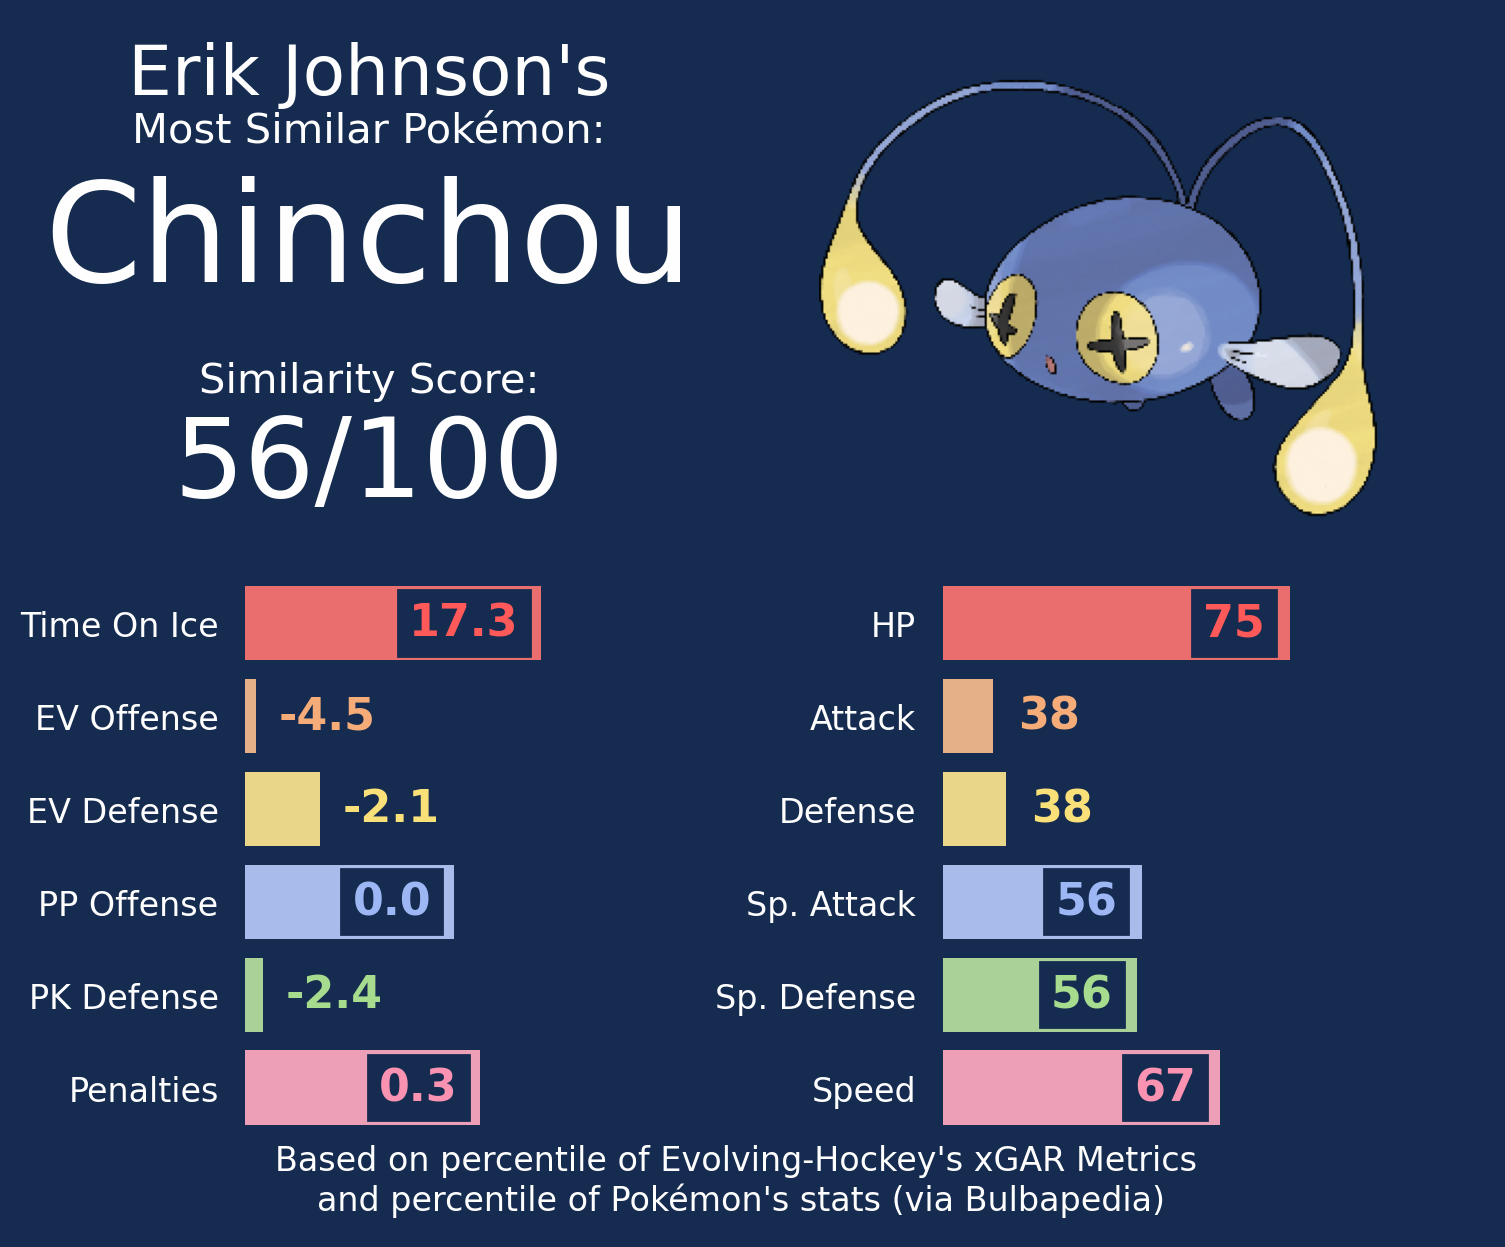 Erik Johnson's
Most Similar Pokémon:
Chinchou
Similarity Score:
56/100
Time On Ice 17.3
EV Offense -4.5
EV Defense -2.1
PP Offense 0.0
PK Defense -2.4
Penalties 0.3
HP 75
Attack 38
Defense 38
Sp. Attack 56
Sp. Defense 56
Speed 67
Based on percentile of Evolving-Hockey's xGAR Metrics
and percentile of Pokémon's stats (via Bulbapedia)